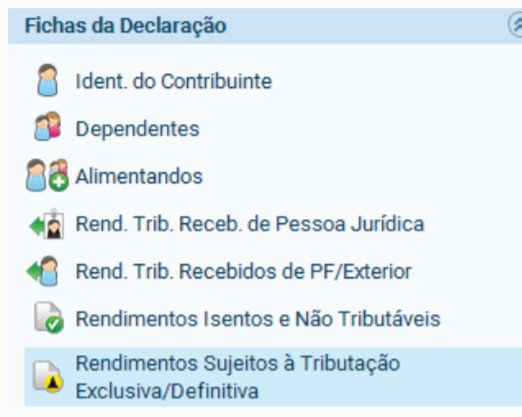 Fichas da Declaração
Ident. do Contribuinte
Dependentes
Alimentandos
Rend. Trib. Receb. de Pessoa Jurídica
Rend. Trib. Recebidos de PF/Exterior
Rendimentos Isentos e Não Tributáveis
Rendimentos Sujeitos à Tributação
Exclusiva/Definitiva